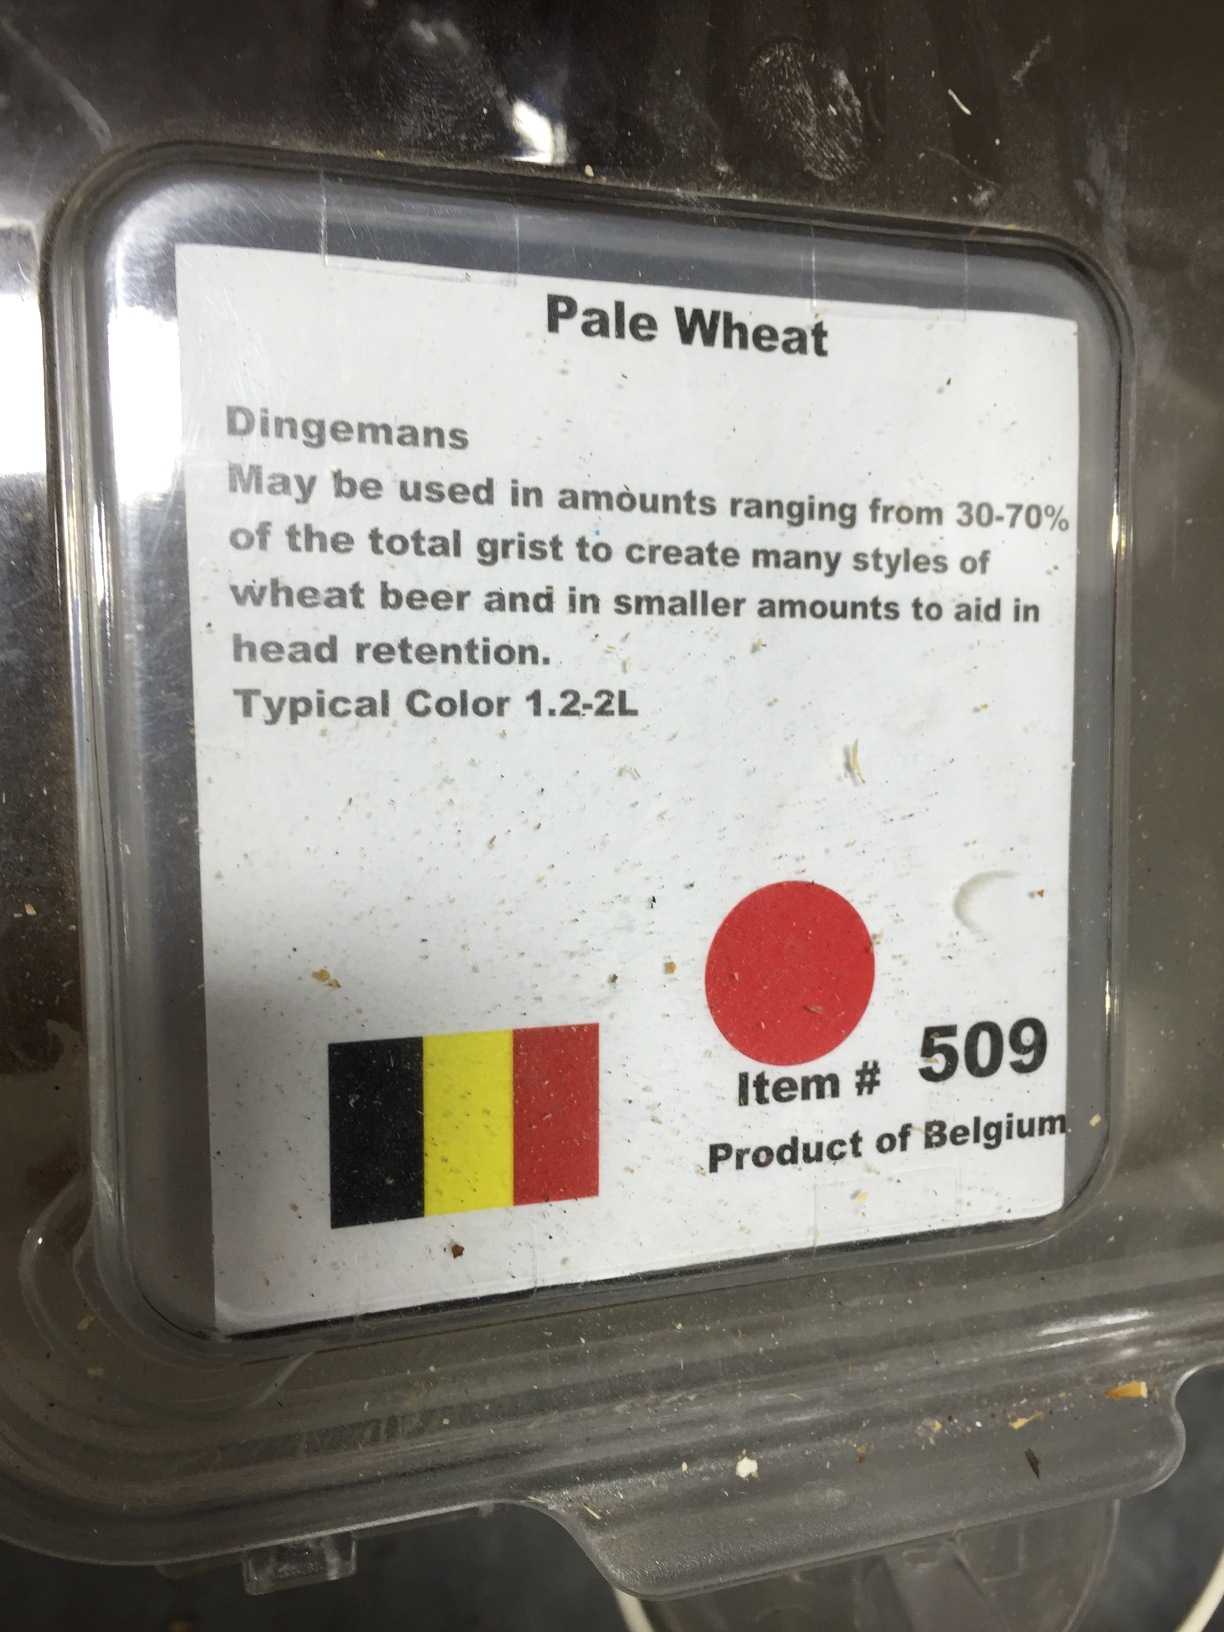 Pale Wheat
Dingemans
May be used in amounts ranging from 30-70%
of the total grist to create many styles of
wheat beer and in smaller amounts to aid in
head retention.
Typical Color 1.2-2L
Item # 509
Product of Belgium